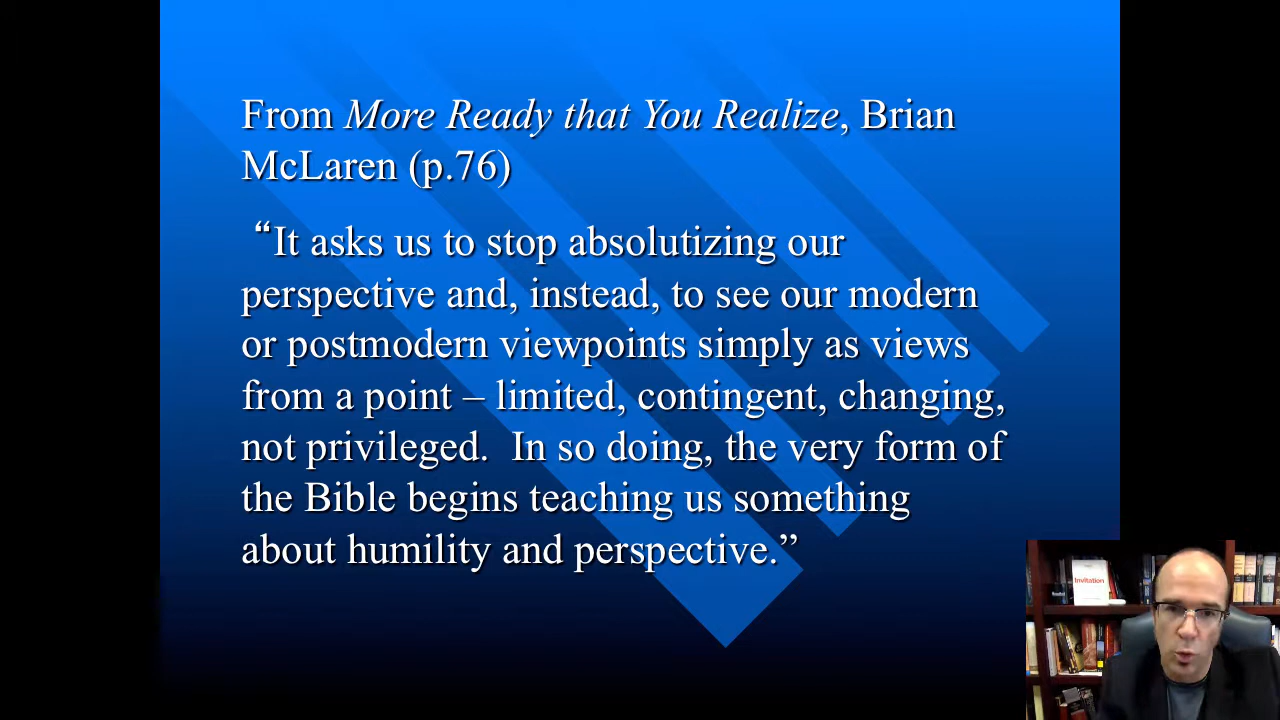 From More Ready that You Realize, Brian
McLaren (p.76)
“It asks us to stop absolutizing our
perspective and, instead, to see our modern
or postmodern viewpoints simply as views
from a point – limited, contingent, changing,
not privileged.  In so doing, the very form of
the Bible begins teaching us something
about humility and perspective.”
Invitation